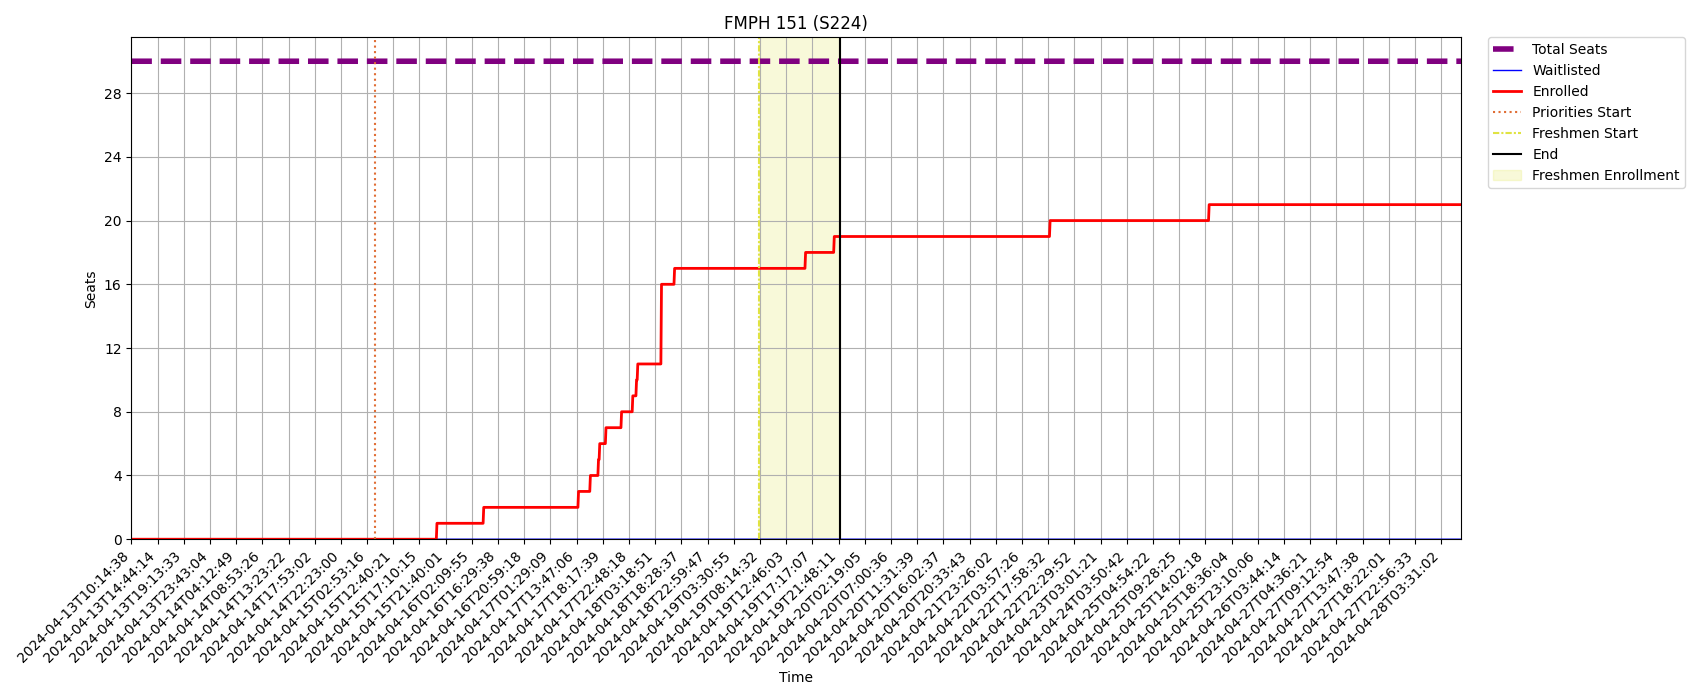 FMPH 151 (S224)
Total Seats
Waitlisted
Enrolled
Priorities Start
Freshmen Start
End
Freshmen Enrollment
Seats
28
24
20
16
12
8
4
0
2024-04-13T10:14:38
2024-04-13T14:44:14
2024-04-13T19:13:33
2024-04-13T23:43:04
2024-04-14T04:12:49
2024-04-14T08:53:26
2024-04-14T13:23:22
2024-04-14T17:53:02
2024-04-14T22:23:00
2024-04-15T02:53:16
2024-04-15T12:40:21
2024-04-15T17:10:15
2024-04-15T21:40:01
2024-04-16T02:09:55
2024-04-16T16:29:38
2024-04-16T20:59:18
2024-04-17T01:29:09
2024-04-17T13:47:06
2024-04-17T18:17:39
2024-04-17T22:48:18
2024-04-18T03:18:51
2024-04-18T18:28:37
2024-04-18T22:59:47
2024-04-19T03:30:55
2024-04-19T08:14:32
2024-04-19T12:46:03
2024-04-19T17:17:07
2024-04-19T21:48:11
2024-04-20T02:19:05
2024-04-20T07:00:36
2024-04-20T11:31:39
2024-04-20T16:02:37
2024-04-20T20:33:43
2024-04-21T23:26:02
2024-04-22T03:57:26
2024-04-22T17:58:32
2024-04-22T22:29:52
2024-04-23T03:01:21
2024-04-24T03:50:42
2024-04-25T04:54:22
2024-04-25T09:28:25
2024-04-25T14:02:18
2024-04-25T18:36:04
2024-04-25T23:10:06
2024-04-26T03:44:14
2024-04-27T04:36:21
2024-04-27T09:12:54
2024-04-27T13:47:38
2024-04-27T18:22:01
2024-04-27T22:56:33
2024-04-28T03:31:02
Time